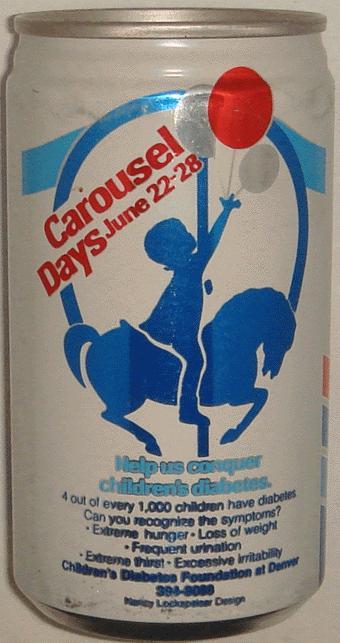 Carousel
Days June 22-28
Help us conquer
children's diabetes.
4 out of every 1,000 children have diabetes
Can you recognize the symptoms?
· Extreme hunger · Loss of weight
· Frequent urination
· Extreme thirst · Excessive irritability
Children's Diabetes Foundation at Denver
Design